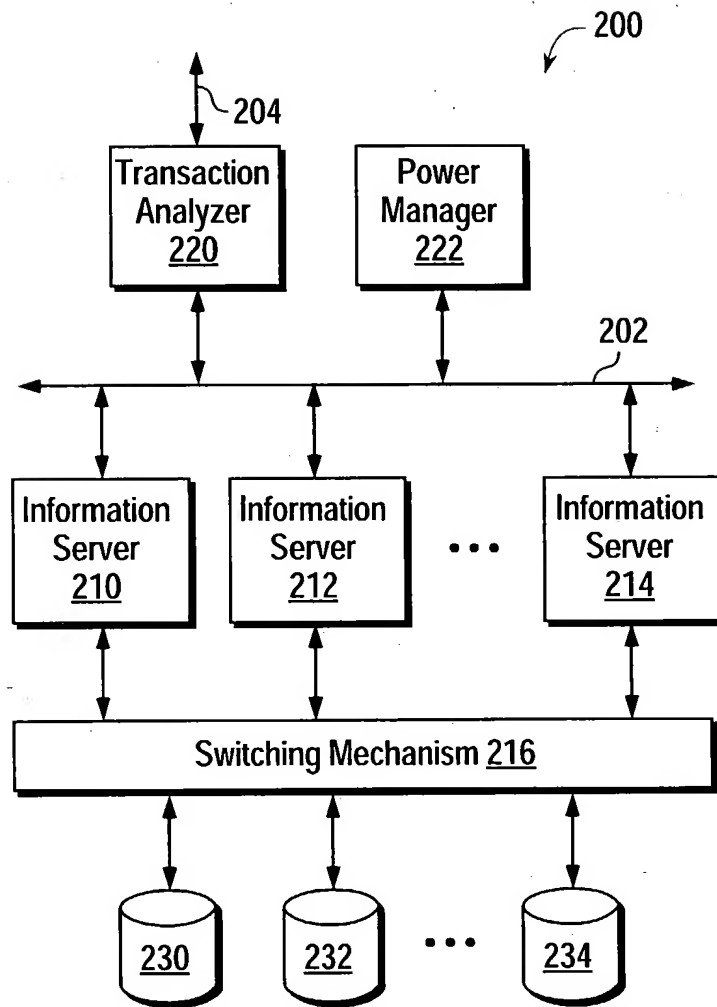 200
204
Transaction
Analyzer
220
Power
Manager
222
202
Information
Server
210
Information
Server
212
• • •
Information
Server
214
Switching Mechanism 216
230
232
• • •
234